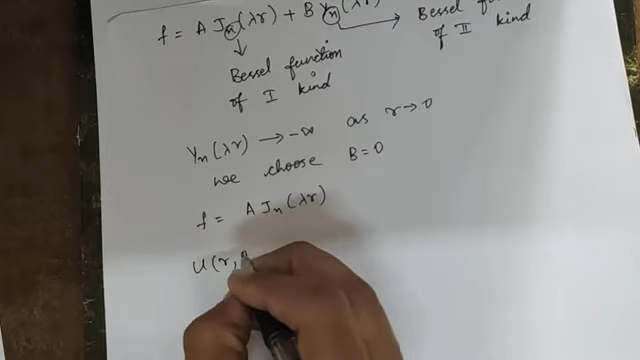 f = A Jn(λr) + B Yn(λr)
Bessel function of I kind
Bessel of II kind
Yn(λr) → -∞ as r→0
we choose B=0
f = A Jn(λr)
U(r,